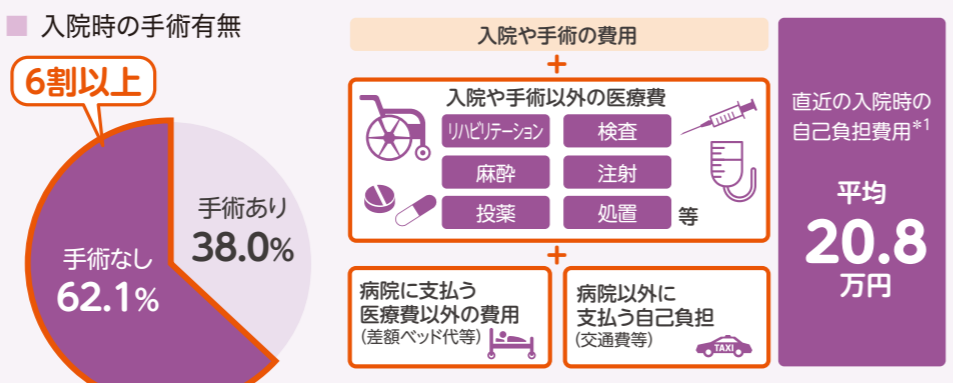 入院時の手術有無
6割以上
手術あり
38.0%
手術なし
62.1%
入院や手術の費用
+
入院や手術以外の医療費
リハビリテーション
検査
麻酔
注射
投薬
処置
等
+
病院に支払う
医療費以外の費用
(差額ベッド代等)
病院以外に
支払う自己負担
(交通費等)
TAXI
直近の入院時の
自己負担費用*1
平均
20.8
万円